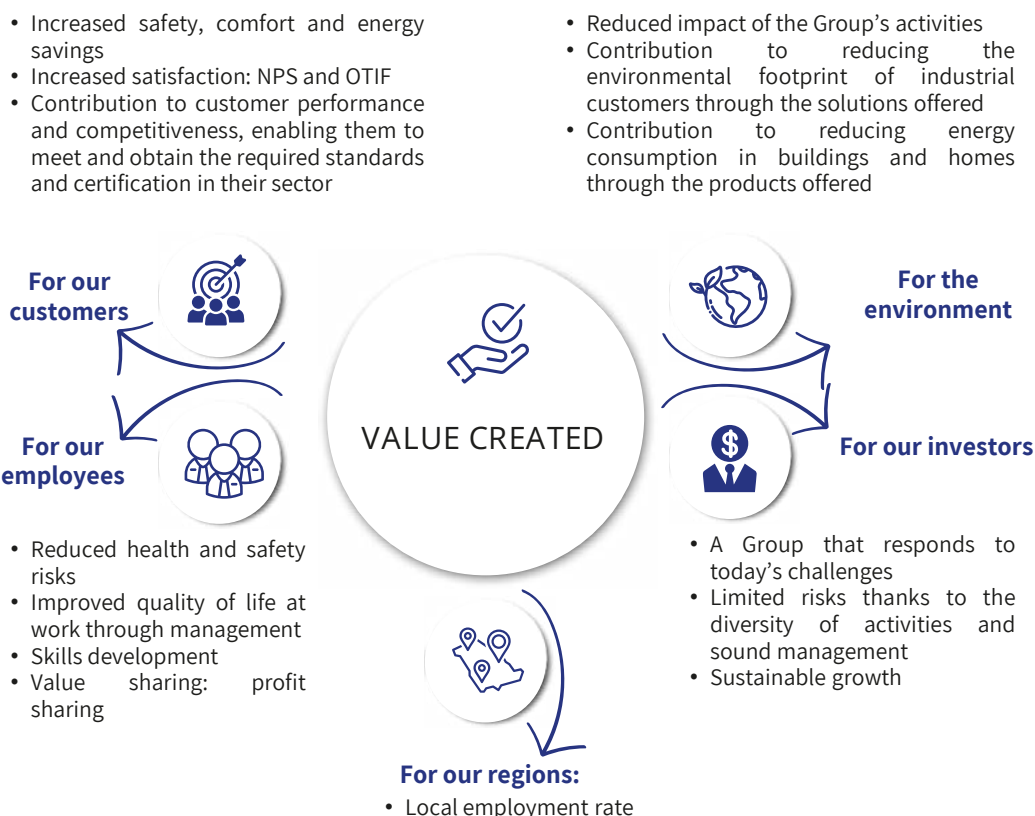 • Increased safety, comfort and energy
savings
• Increased satisfaction: NPS and OTIF
• Contribution to customer performance
and competitiveness, enabling them to
meet and obtain the required standards
and certification in their sector
• Reduced impact of the Group’s activities
• Contribution to reducing the
environmental footprint of industrial
customers through the solutions offered
• Contribution to reducing energy
consumption in buildings and homes
through the products offered
For our
customers
For the
environment
VALUE CREATED
For our
employees
For our investors
• Reduced health and safety
risks
• Improved quality of life at
work through management
• Skills development
• Value sharing: profit
sharing
• A Group that responds to
today’s challenges
• Limited risks thanks to the
diversity of activities and
sound management
• Sustainable growth
For our regions:
• Local employment rate